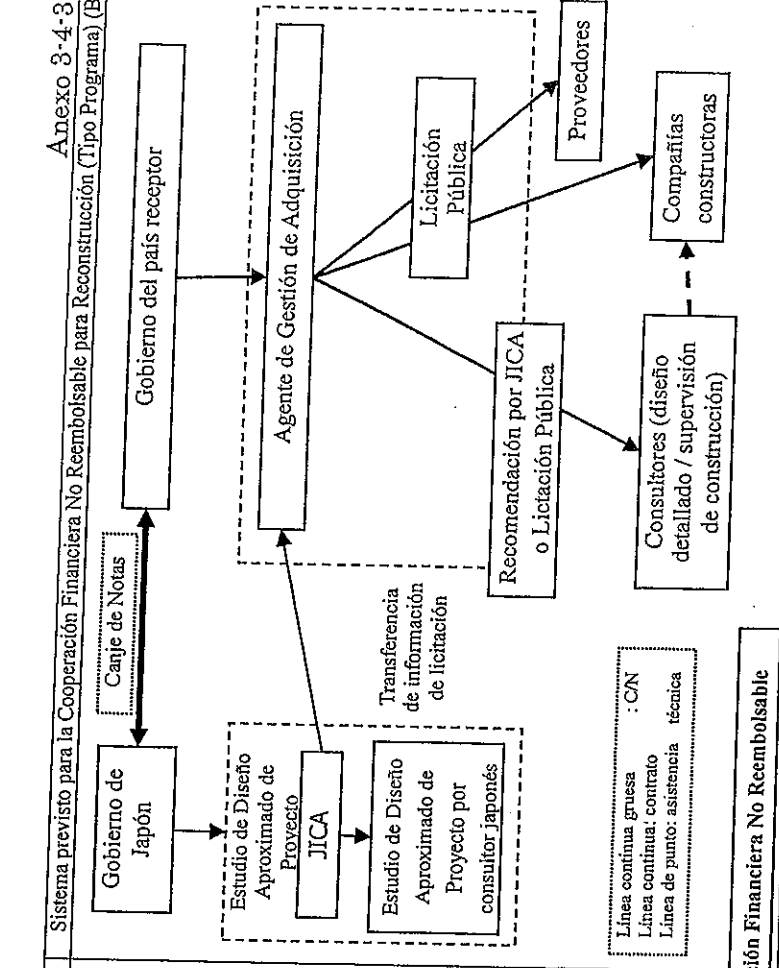 Anexo 3-4-3
Sistema previsto para la Cooperación Financiera No Reembolsable para Reconstrucción (Tipo Programa) (B
Gobierno de
Japón
Canje de Notas
Gobierno del país receptor
Estudio de Diseño
Aproximado de
Proyecto
JICA
Estudio de Diseño
Aproximado de
Proyecto por
consultor japonés
Transferencia
de información
de licitación
Agente de Gestión de Adquisición
Licitación
Pública
Recomendación por JICA
o Lictación Pública
Proveedores
Consultores (diseño
detallado / supervisión
de construcción)
Compañías
constructoras
Línea contínua gruesa : C/N
Línea contínua: contrato
Línea de punto: asistencia técnica
ión Financiera No Reembolsable